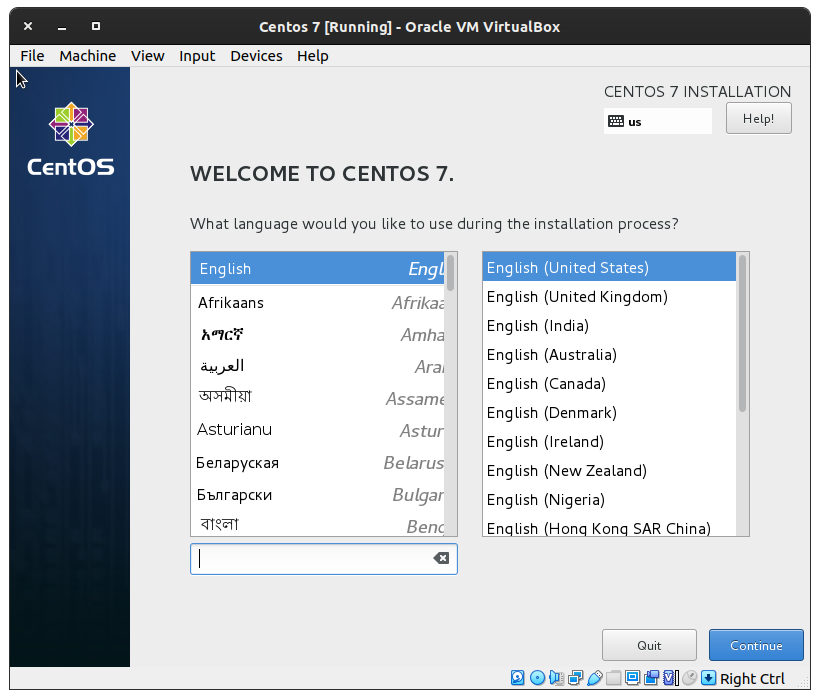 Centos 7 [Running] - Oracle VM VirtualBox
File Machine View Input Devices Help
CentOS
CENTOS 7 INSTALLATION
us
Help!
WELCOME TO CENTOS 7.
What language would you like to use during the installation process?
English Engl
Afrikaans Afrikaa
አማርኛ Amha
العربية Ara
অসমীয়া Assame
Asturianu Astur
Беларуская Belarus
Български Bulgar
বাংলা Beng
English (United States)
English (United Kingdom)
English (India)
English (Australia)
English (Canada)
English (Denmark)
English (Ireland)
English (New Zealand)
English (Nigeria)
English (Hong Kong SAR China)
Quit
Continue
Right Ctrl